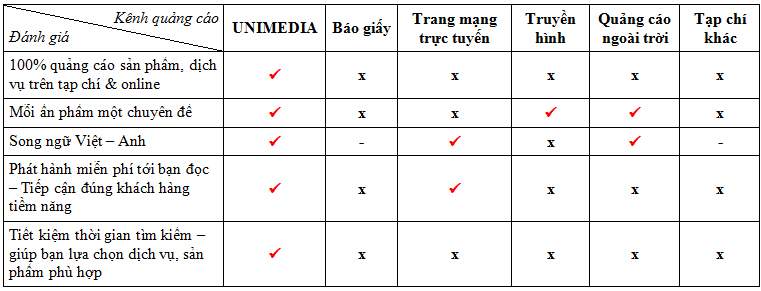 Kênh quảng cáo
Đánh giá
UNIMEDIA
Báo giấy
Trang mạng
trực tuyến
Truyền
hình
Quảng cáo
ngoài trời
Tạp chí
khác
100% quảng cáo sản phẩm, dịch
vụ trên tạp chí & online
✓ x x x x x
Mỗi ấn phẩm một chuyên đề
✓ x x ✓ ✓ x
Song ngữ Việt – Anh
✓ - ✓ x ✓ -
Phát hành miễn phí tới bạn đọc
– Tiếp cận đúng khách hàng
tiềm năng
✓ x ✓ x x x
Tiết kiệm thời gian tìm kiếm –
giúp bạn lựa chọn dịch vụ, sản
phẩm phù hợp
✓ x x x x x